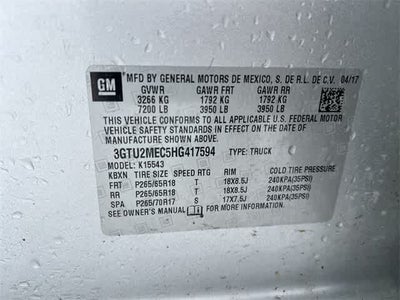 GM
MFD BY GENERAL MOTORS DE MEXICO, S. DE R.L. DE C.V. 04/17
GVWR GAWR FRT GAWR RR
3266 KG 1792 KG 1792 KG
7200 LB 3950 LB 3950 LB
THIS VEHICLE CONFORMS TO ALL APPLICABLE U.S. FEDERAL MOTOR
VEHICLE SAFETY STANDARDS IN EFFECT ON THE DATE OF
MANUFACTURE SHOWN ABOVE.
3GTU2MEC5HG417594 TYPE: TRUCK
MODEL: K15543
KBXN TIRE SIZE SPEED RTG RIM COLD TIRE PRESSURE
FRT P265/65R18 T 18X8.5J 240KPA(35PSI)
RR P265/65R18 T 18X8.5J 240KPA(35PSI)
SPA P265/70R17 S 17X7.5J 240KPA(35PSI)
SEE OWNER'S MANUAL FOR MORE INFORMATION.